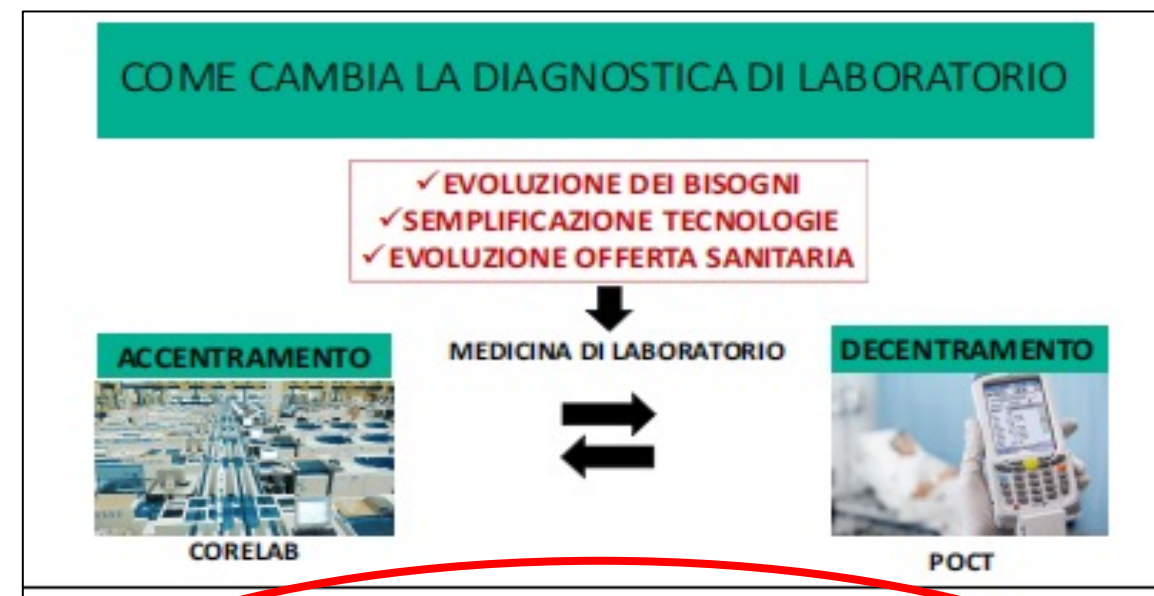 COME CAMBIA LA DIAGNOSTICA DI LABORATORIO
✓EVOLUZIONE DEI BISOGNI
✓SEMPLIFICAZIONE TECNOLOGIE
✓EVOLUZIONE OFFERTA SANITARIA
ACCENTRAMENTO
MEDICINA DI LABORATORIO
DECENTRAMENTO
CORELAB
POCT